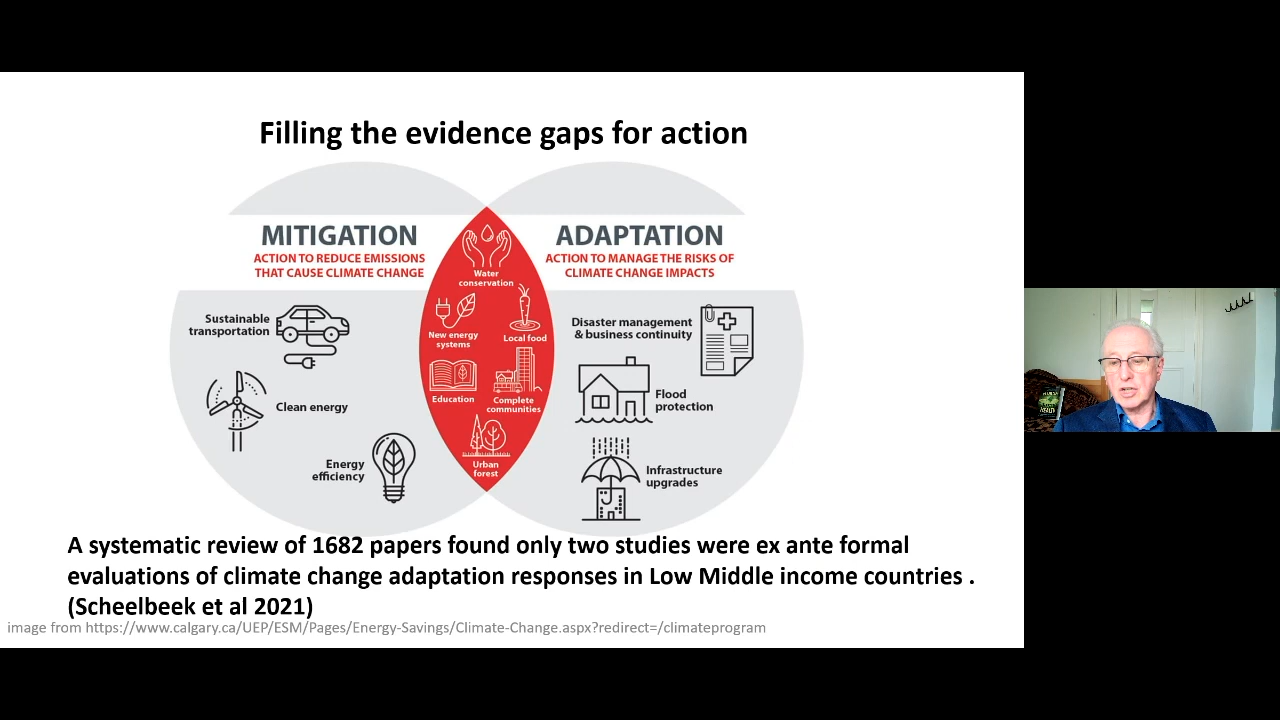 Filling the evidence gaps for action
MITIGATION
ACTION TO REDUCE EMISSIONS
THAT CAUSE CLIMATE CHANGE
ADAPTATION
ACTION TO MANAGE THE RISKS OF
CLIMATE CHANGE IMPACTS
Sustainable
transportation
Clean energy
Energy
efficiency
Water
conservation
New energy
systems
Local food
Education
Complete
communities
Urban
forest
Disaster management
& business continuity
Flood
protection
Infrastructure
upgrades
A systematic review of 1682 papers found only two studies were ex ante formal
evaluations of climate change adaptation responses in Low Middle income countries .
(Scheelbeek et al 2021)
image from https://www.calgary.ca/UEP/ESM/Pages/Energy-Savings/Climate-Change.aspx?redirect=/climateprogram